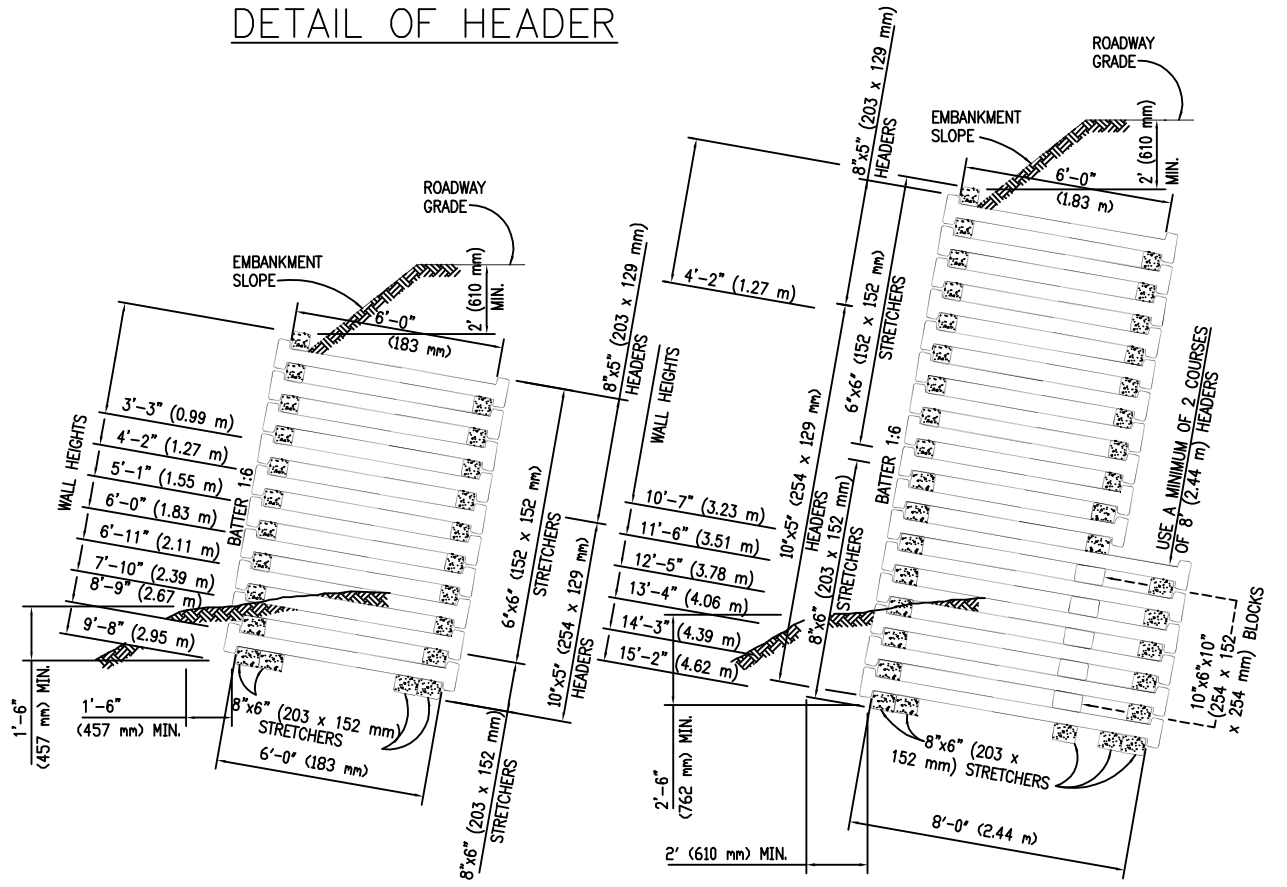 DETAIL OF HEADER
ROADWAY
GRADE
EMBANKMENT
SLOPE
2' (610 mm)
MIN.
6'-0"
(183 mm)
WALL HEIGHTS
3'-3" (0.99 m)
4'-2" (1.27 m)
5'-1" (1.55 m)
6'-0" (1.83 m)
6'-11" (2.11 m)
7'-10" (2.39 m)
8'-9" (2.67 m)
9'-8" (2.95 m)
BATTER 1:6
8"x5" (203 x 129 mm)
HEADERS
6"x6" (152 x 152 mm)
STRETCHERS
10"x5" (254 x 129 mm)
HEADERS
1'-6"
(457 mm) MIN.
1'-6"
(457 mm) MIN.
8"x6" (203 x 152 mm)
STRETCHERS
6'-0" (183 mm)
8"x6" (203 x 152 mm)
STRETCHERS
ROADWAY
GRADE
EMBANKMENT
SLOPE
2' (610 mm)
MIN.
6'-0"
(1.83 m)
8"x5" (203 x 129 mm)
HEADERS
4'-2" (1.27 m)
6"x6" (152 x 152 mm)
STRETCHERS
WALL HEIGHTS
10'-7" (3.23 m)
11'-6" (3.51 m)
12'-5" (3.78 m)
13'-4" (4.06 m)
14'-3" (4.39 m)
15'-2" (4.62 m)
10"x5" (254 x 129 mm)
HEADERS
8"x6" (203 x 152 mm)
STRETCHERS
BATTER 1:6
USE A MINIMUM OF 2 COURSES
OF 8' (2.44 m) HEADERS
10"x6"x10"
(254 x 152
x 254 mm) BLOCKS
8"x6" (203 x
152 mm) STRETCHERS
2'-6"
(762 mm) MIN.
2' (610 mm) MIN.
8'-0" (2.44 m)